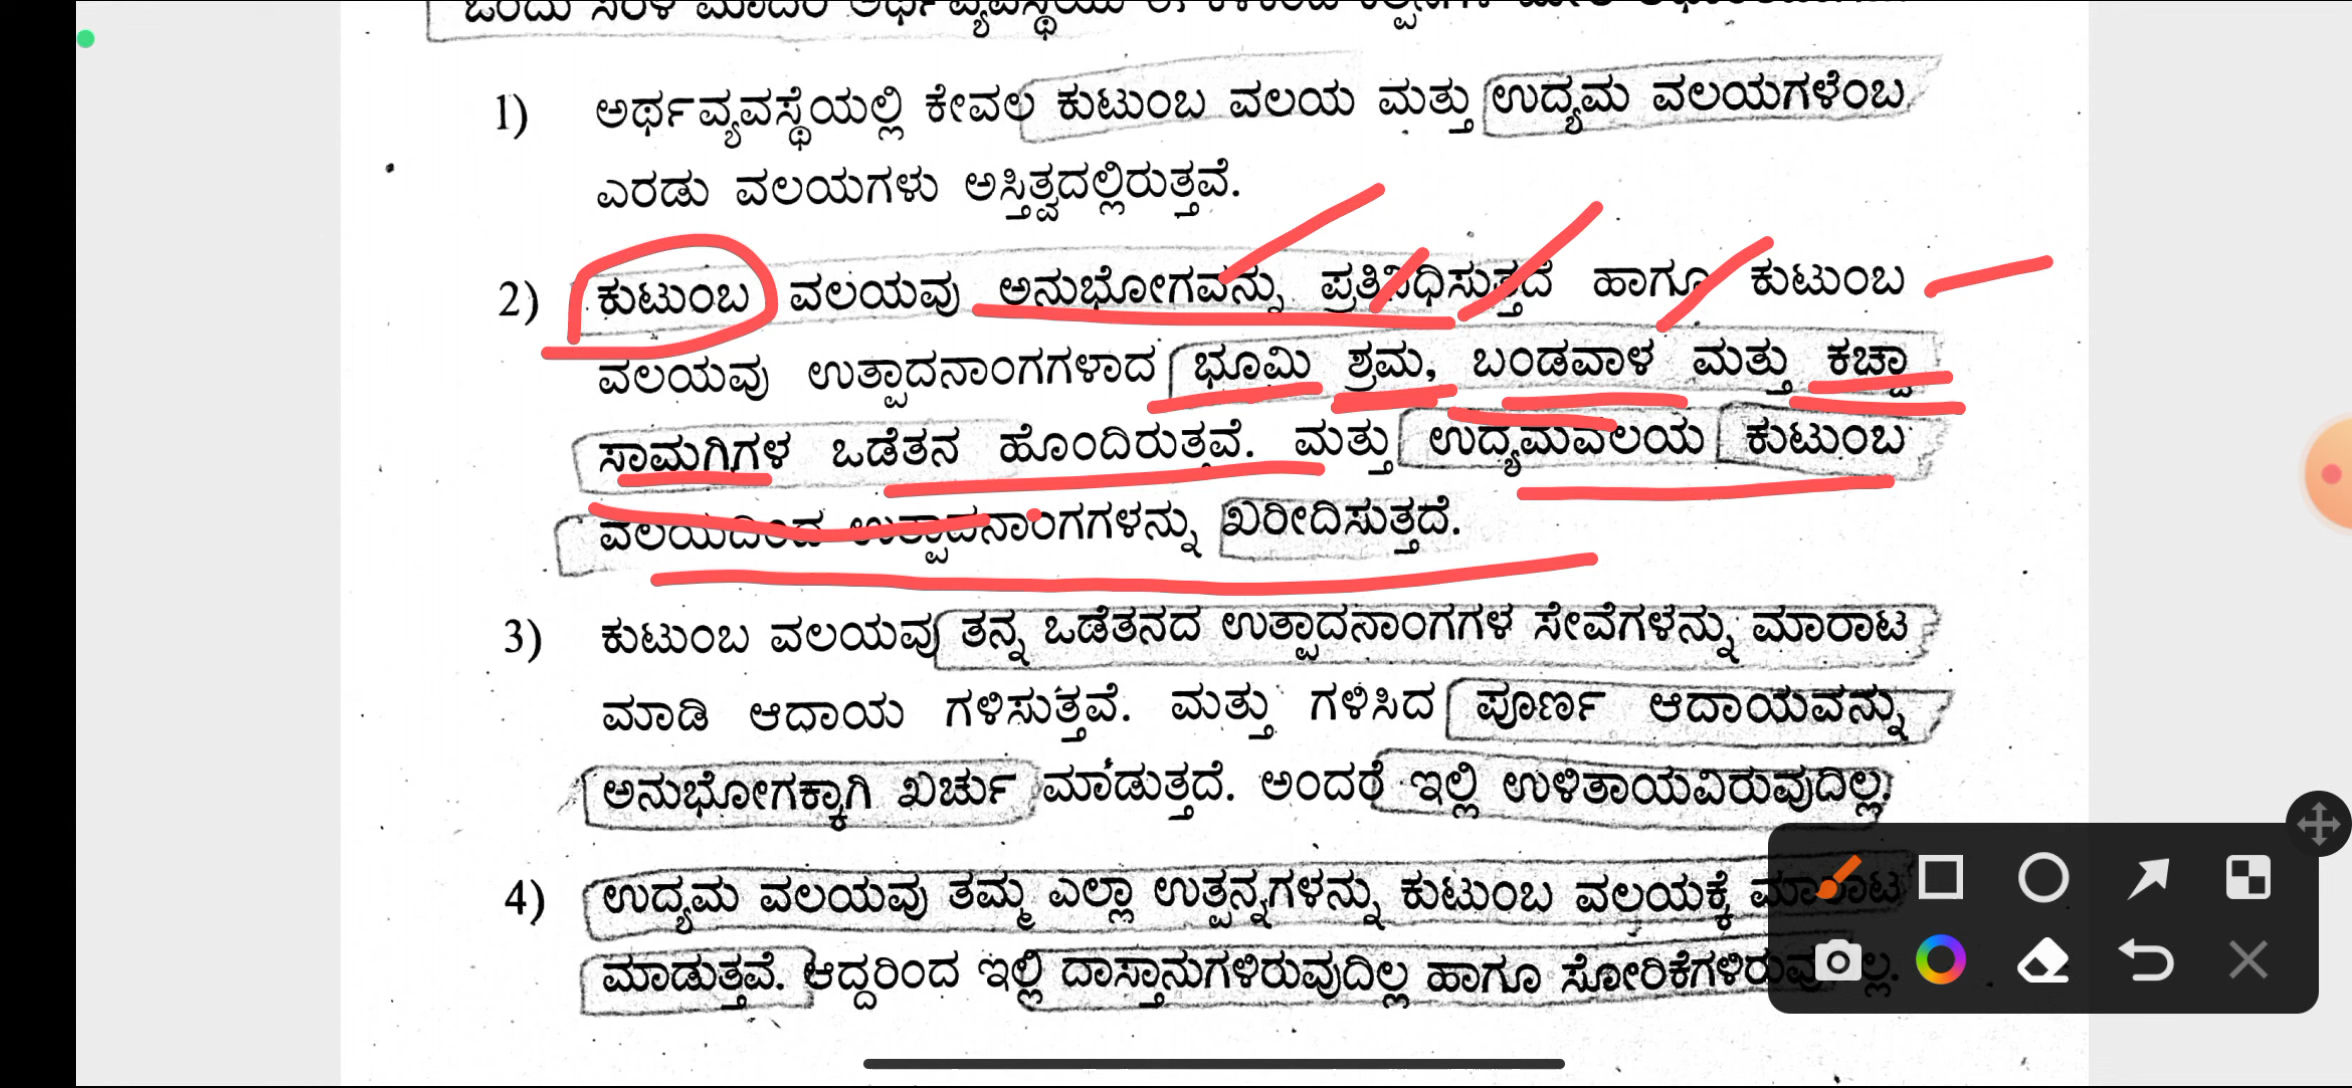 ಒಂದು ಸರಳ ಮಾದರಿ ಅರ್ಥವ್ಯವಸ್ಥೆಯು ಈ
1) ಅರ್ಥವ್ಯವಸ್ಥೆಯಲ್ಲಿ ಕೇವಲ ಕುಟುಂಬ ವಲಯ ಮತ್ತು ಉದ್ಯಮ ವಲಯಗಳೆಂಬ
ಎರಡು ವಲಯಗಳು ಅಸ್ತಿತ್ವದಲ್ಲಿರುತ್ತವೆ.
2) ಕುಟುಂಬ ವಲಯವು ಅನುಭೋಗವನ್ನು ಪ್ರತಿನಿಧಿಸುತ್ತದೆ ಹಾಗೂ ಕುಟುಂಬ
ವಲಯವು ಉತ್ಪಾದನಾಂಗಗಳಾದ ಭೂಮಿ ಶ್ರಮ, ಬಂಡವಾಳ ಮತ್ತು ಕಚ್ಚಾ
ಸಾಮಗ್ರಿಗಳ ಒಡೆತನ ಹೊಂದಿರುತ್ತವೆ. ಮತ್ತು ಉದ್ಯಮವಲಯ ಕುಟುಂಬ
ವಲಯದಿಂದ ಉತ್ಪಾದನಾಂಗಗಳನ್ನು ಖರೀದಿಸುತ್ತದೆ.
3) ಕುಟುಂಬ ವಲಯವು ತನ್ನ ಒಡೆತನದ ಉತ್ಪಾದನಾಂಗಗಳ ಸೇವೆಗಳನ್ನು ಮಾರಾಟ
ಮಾಡಿ ಆದಾಯ ಗಳಿಸುತ್ತವೆ. ಮತ್ತು ಗಳಿಸಿದ ಪೂರ್ಣ ಆದಾಯವನ್ನು
ಅನುಭೋಗಕ್ಕಾಗಿ ಖರ್ಚು ಮಾಡುತ್ತದೆ. ಅಂದರೆ ಇಲ್ಲಿ ಉಳಿತಾಯವಿರುವುದಿಲ್ಲ.
4) ಉದ್ಯಮ ವಲಯವು ತಮ್ಮ ಎಲ್ಲಾ ಉತ್ಪನ್ನಗಳನ್ನು ಕುಟುಂಬ ವಲಯಕ್ಕೆ ಮಾರಾಟ
ಮಾಡುತ್ತವೆ. ಆದ್ದರಿಂದ ಇಲ್ಲಿ ದಾಸ್ತಾನುಗಳಿರುವುದಿಲ್ಲ ಹಾಗೂ ಸೋರಿಕೆಗಳಿರುವುದಿಲ್ಲ.